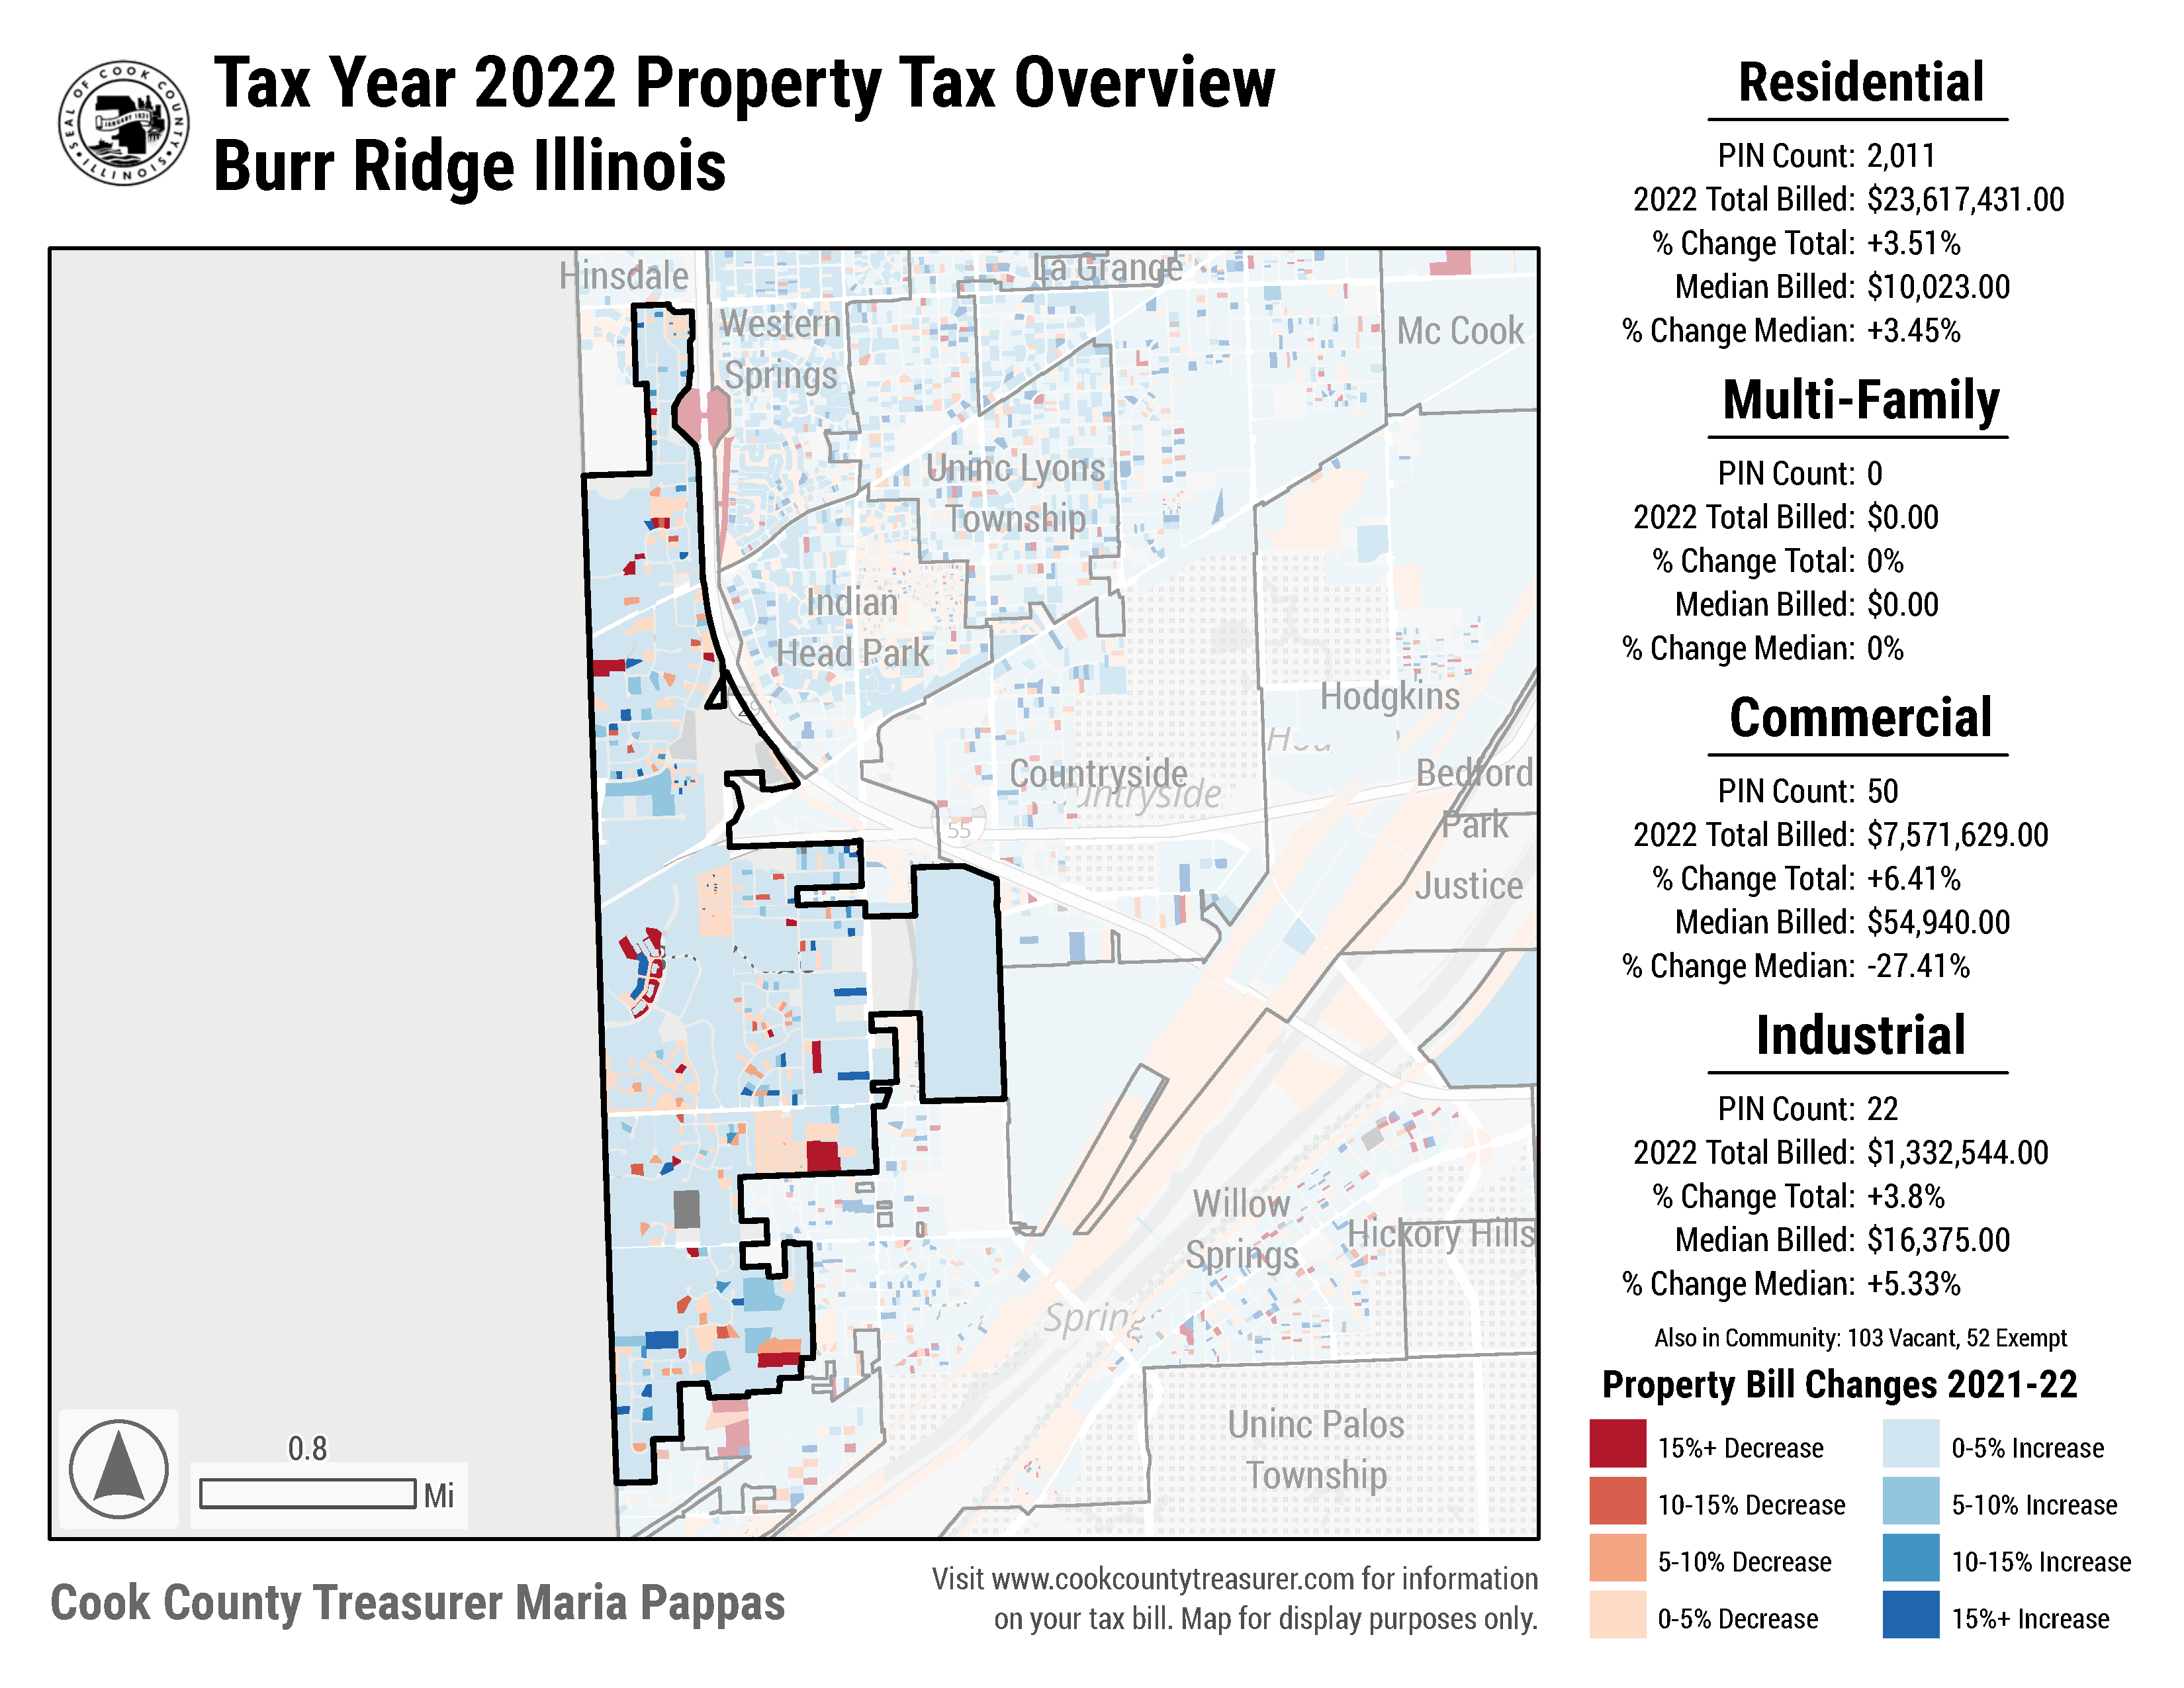 Tax Year 2022 Property Tax Overview
Burr Ridge Illinois
SEAL OF COOK COUNTY
ILLINOIS
JANUARY 1831
Hinsdale
La Grange
Western
Springs
Mc Cook
Uninc Lyons
Township
Indian
Head Park
Hodgkins
Countryside
Countryside
Bedford
Park
55
Justice
Willow
Springs
Hickory Hills
Spring
Uninc Palos
Township
0.8
Mi
Cook County Treasurer Maria Pappas
Visit www.cookcountytreasurer.com for information
on your tax bill. Map for display purposes only.
Residential
PIN Count: 2,011
2022 Total Billed: $23,617,431.00
% Change Total: +3.51%
Median Billed: $10,023.00
% Change Median: +3.45%
Multi-Family
PIN Count: 0
2022 Total Billed: $0.00
% Change Total: 0%
Median Billed: $0.00
% Change Median: 0%
Commercial
PIN Count: 50
2022 Total Billed: $7,571,629.00
% Change Total: +6.41%
Median Billed: $54,940.00
% Change Median: -27.41%
Industrial
PIN Count: 22
2022 Total Billed: $1,332,544.00
% Change Total: +3.8%
Median Billed: $16,375.00
% Change Median: +5.33%
Also in Community: 103 Vacant, 52 Exempt
Property Bill Changes 2021-22
15%+ Decrease
0-5% Increase
10-15% Decrease
5-10% Increase
5-10% Decrease
10-15% Increase
0-5% Decrease
15%+ Increase